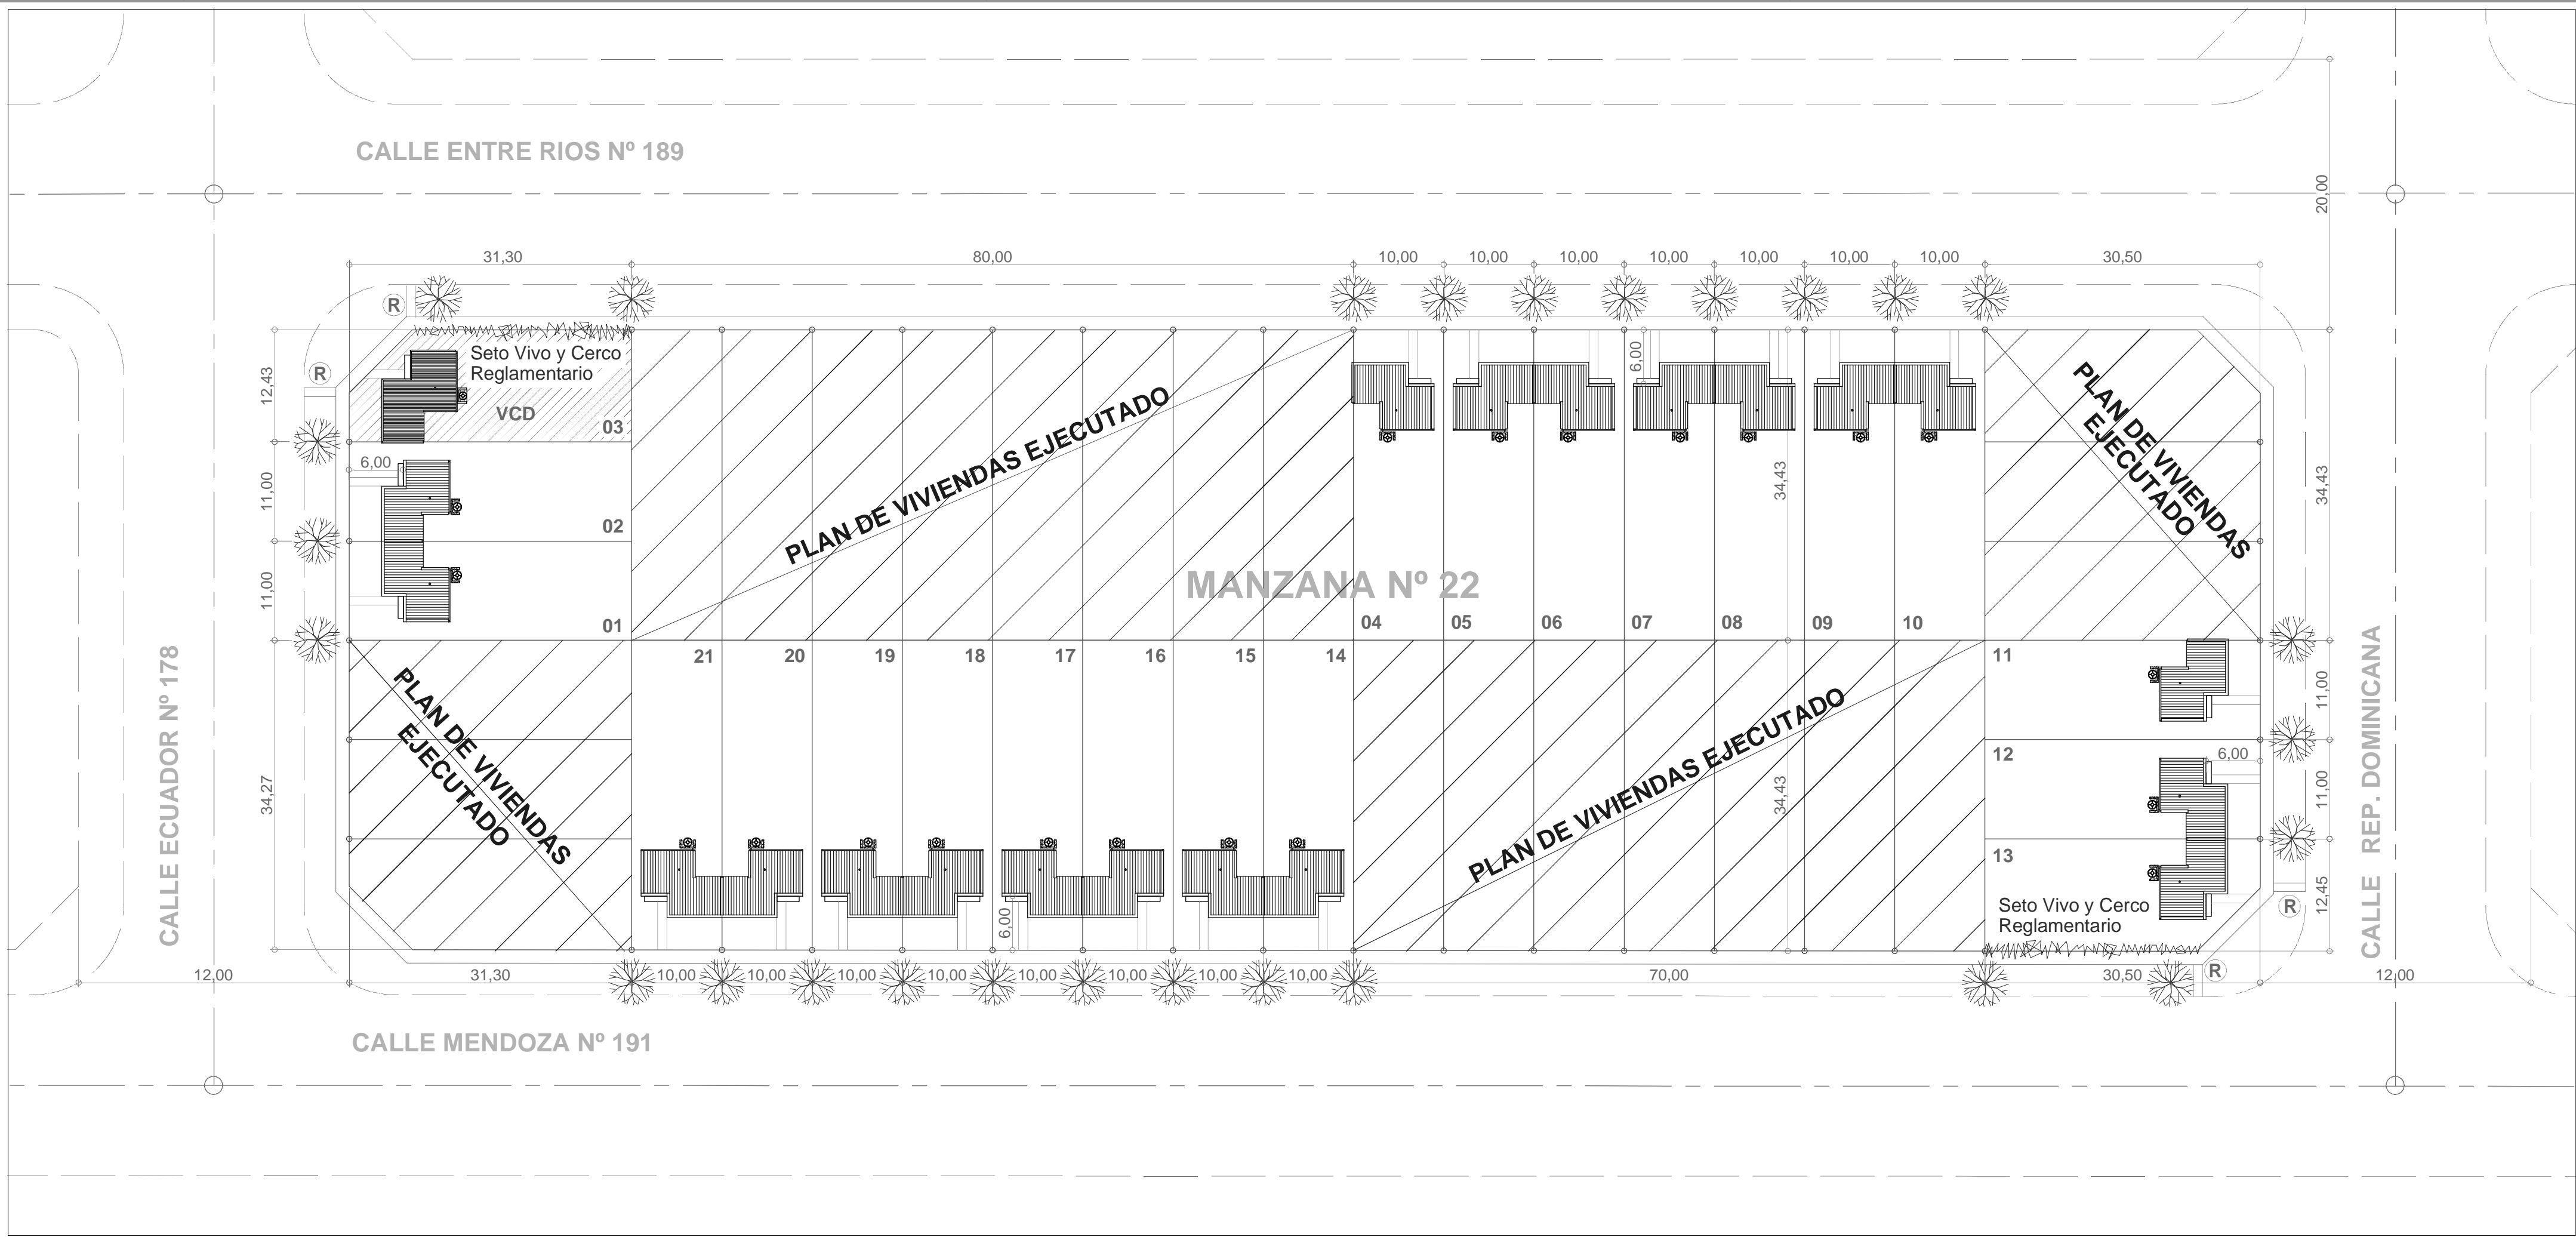 CALLE ENTRE RIOS Nº 189
20,00
31,30
80,00
10,00
10,00
10,00
10,00
10,00
10,00
10,00
30,50
R
R
Seto Vivo y Cerco
Reglamentario
VCD
03
12,43
6,00
11,00
02
11,00
01
PLAN DE VIVIENDAS EJECUTADO
MANZANA Nº 22
6,00
34,43
04
05
06
07
08
09
10
PLAN DE VIVIENDAS
EJECUTADO
34,43
CALLE ECUADOR Nº 178
34,27
PLAN DE VIVIENDAS
EJECUTADO
21
20
19
18
17
16
15
14
6,00
PLAN DE VIVIENDAS EJECUTADO
34,43
11
12
13
6,00
11,00
11,00
12,45
Seto Vivo y Cerco
Reglamentario
R
R
CALLE REP. DOMINICANA
12,00
31,30
10,00
10,00
10,00
10,00
10,00
10,00
10,00
10,00
70,00
30,50
12,00
CALLE MENDOZA Nº 191